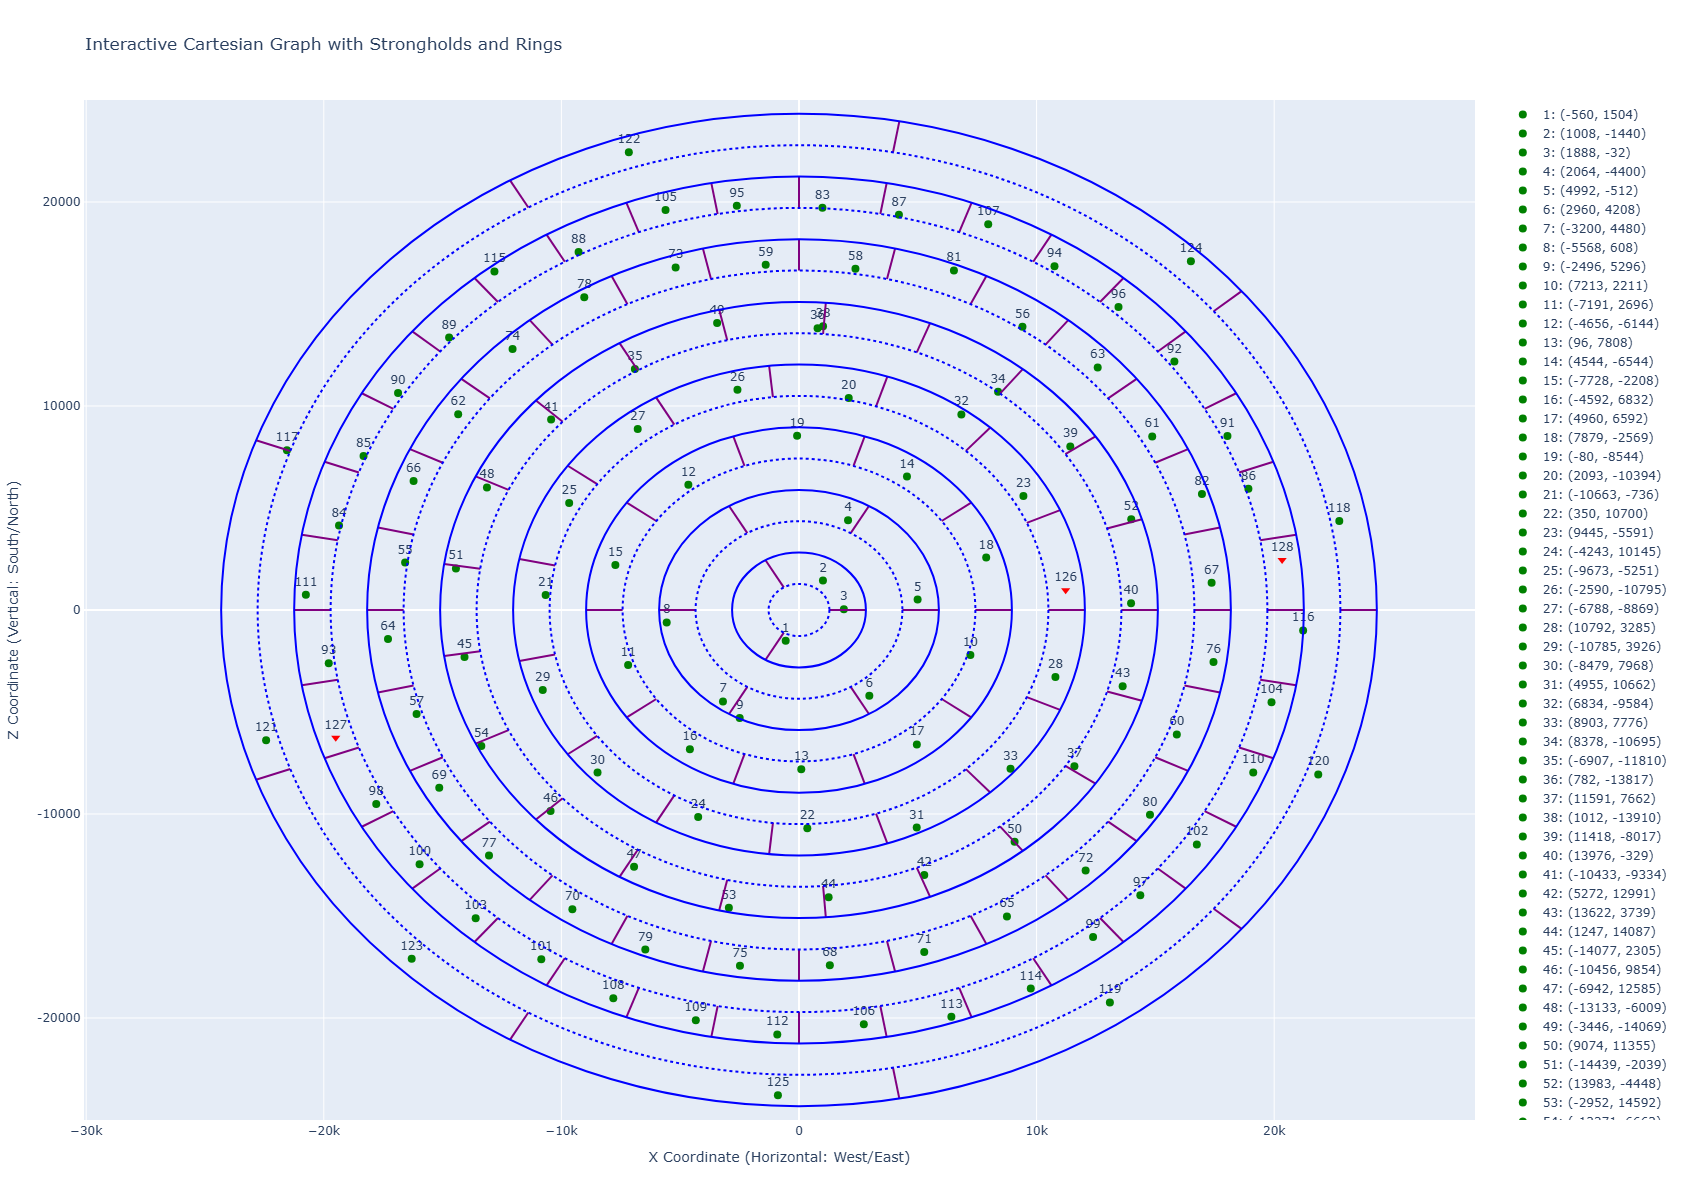 Interactive Cartesian Graph with Strongholds and Rings
122
124
105
95
83
87
107
88
94
115
73
59
58
81
96
78
89
49
36
38
56
74
92
35
63
90
26
34
62
20
41
32
27
19
61
91
117
85
39
66
12
14
48
82
86
25
23
84
4
52
118
55
51
15
18
128
2
67
111
21
126
5
40
3
8
116
64
1
45
11
10
76
93
29
7
6
28
43
104
57
9
121
127
54
16
17
60
13
30
33
37
110
120
69
98
46
24
22
31
80
77
47
50
102
100
42
72
70
53
44
97
103
65
79
99
123
101
75
68
71
108
114
109
113
119
112
106
125
20000
10000
0
-10000
-20000
−30k
−20k
−10k
0
10k
20k
X Coordinate (Horizontal: West/East)
Z Coordinate (Vertical: South/North)
1: (-560, 1504)
2: (1008, -1440)
3: (1888, -32)
4: (2064, -4400)
5: (4992, -512)
6: (2960, 4208)
7: (-3200, 4480)
8: (-5568, 608)
9: (-2496, 5296)
10: (7213, 2211)
11: (-7191, 2696)
12: (-4656, -6144)
13: (96, 7808)
14: (4544, -6544)
15: (-7728, -2208)
16: (-4592, 6832)
17: (4960, 6592)
18: (7879, -2569)
19: (-80, -8544)
20: (2093, -10394)
21: (-10663, -736)
22: (350, 10700)
23: (9445, -5591)
24: (-4243, 10145)
25: (-9673, -5251)
26: (-2590, -10795)
27: (-6788, -8869)
28: (10792, 3285)
29: (-10785, 3926)
30: (-8479, 7968)
31: (4955, 10662)
32: (6834, -9584)
33: (8903, 7776)
34: (8378, -10695)
35: (-6907, -11810)
36: (782, -13817)
37: (11591, 7662)
38: (1012, -13910)
39: (11418, -8017)
40: (13976, -329)
41: (-10433, -9334)
42: (5272, 12991)
43: (13622, 3739)
44: (1247, 14087)
45: (-14077, 2305)
46: (-10456, 9854)
47: (-6942, 12585)
48: (-13133, -6009)
49: (-3446, -14069)
50: (9074, 11355)
51: (-14439, -2039)
52: (13983, -4448)
53: (-2952, 14592)